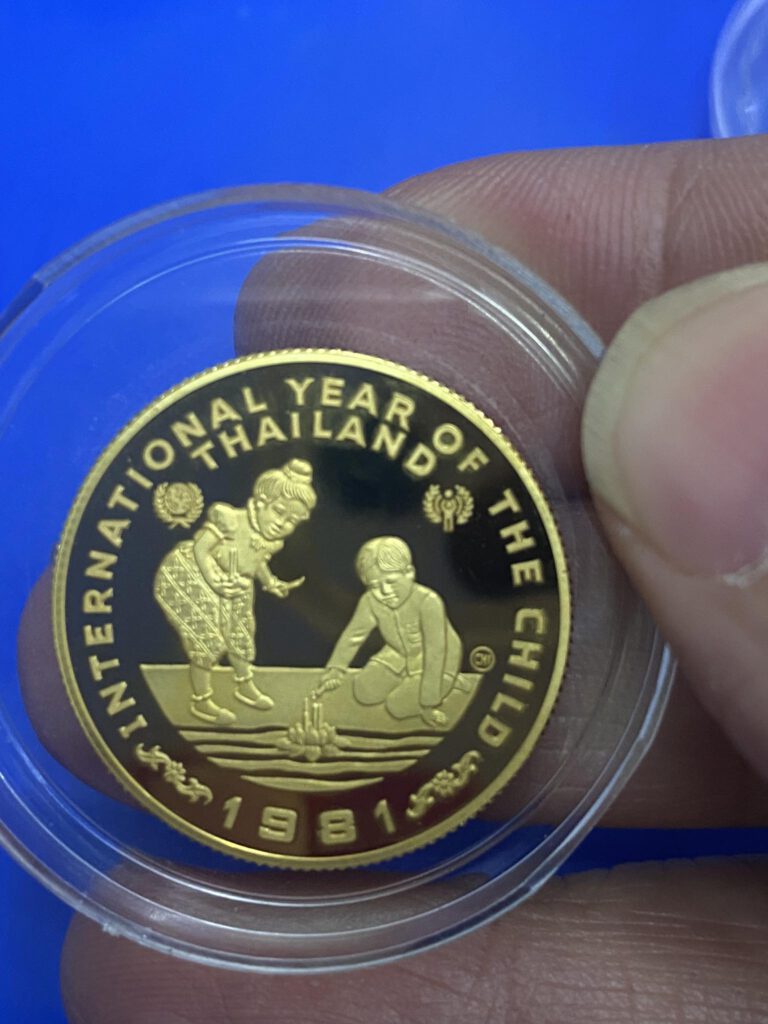 INTERNATIONAL YEAR OF THE CHILD
THAILAND
1981